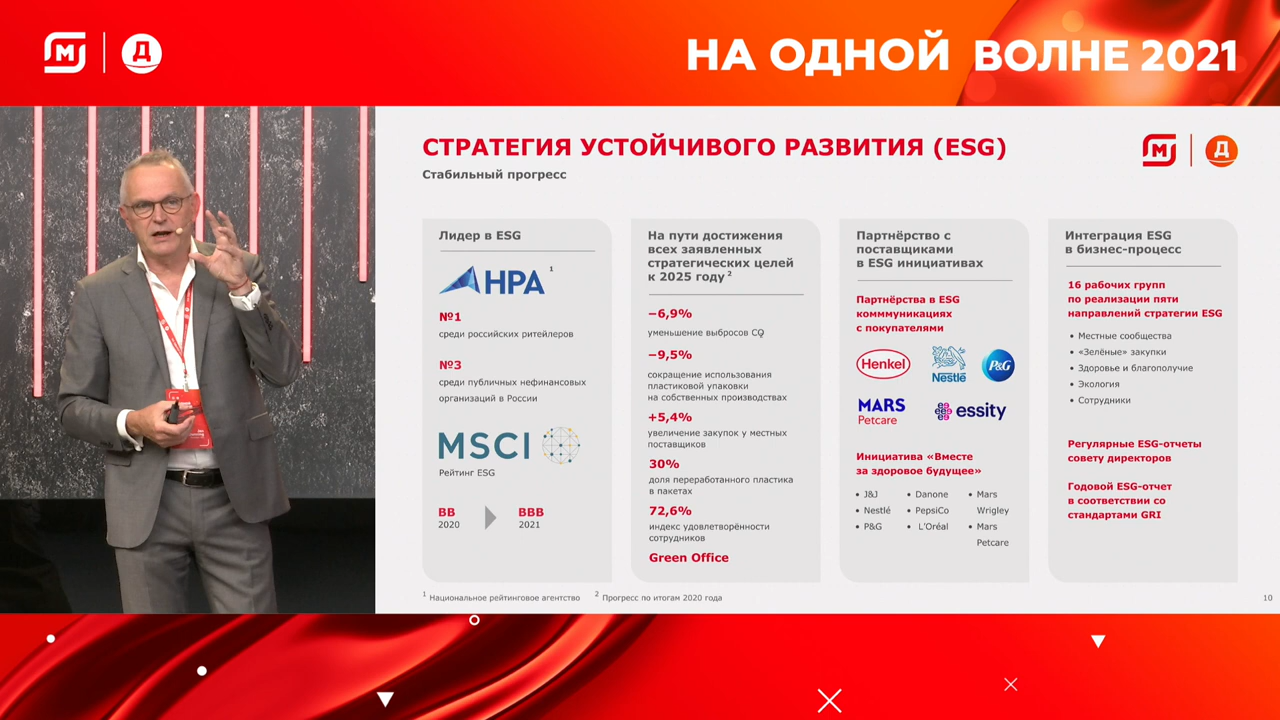 М Д
НА ОДНОЙ ВОЛНЕ 2021
СТРАТЕГИЯ УСТОЙЧИВОГО РАЗВИТИЯ (ESG)
Стабильный прогресс
М Д
Лидер в ESG
НРА 1
№1
среди российских ритейлеров
№3
среди публичных нефинансовых
организаций в России
MSCI
Рейтинг ESG
BB BBB
2020 2021
На пути достижения
всех заявленных
стратегических целей
к 2025 году 2
−6,9%
уменьшение выбросов CO2
−9,5%
сокращение использования
пластиковой упаковки
на собственных производствах
+5,4%
увеличение закупок у местных
поставщиков
30%
доля переработанного пластика
в пакетах
72,6%
индекс удовлетворённости
сотрудников
Green Office
Партнёрство с
поставщиками
в ESG инициативах
Партнёрства в ESG
коммуникациях
с покупателями
Henkel Nestlé P&G
MARS essity
Petcare
Инициатива «Вместе
за здоровое будущее»
• J&J • Danone • Mars
• Nestlé • PepsiCo Wrigley
• P&G • L'Oréal • Mars
Petcare
Интеграция ESG
в бизнес-процесс
16 рабочих групп
по реализации пяти
направлений стратегии ESG
• Местные сообщества
• «Зелёные» закупки
• Здоровье и благополучие
• Экология
• Сотрудники
Регулярные ESG-отчеты
совету директоров
Годовой ESG-отчет
в соответствии со
стандартами GRI
1 Национальное рейтинговое агентство 2 Прогресс по итогам 2020 года
10